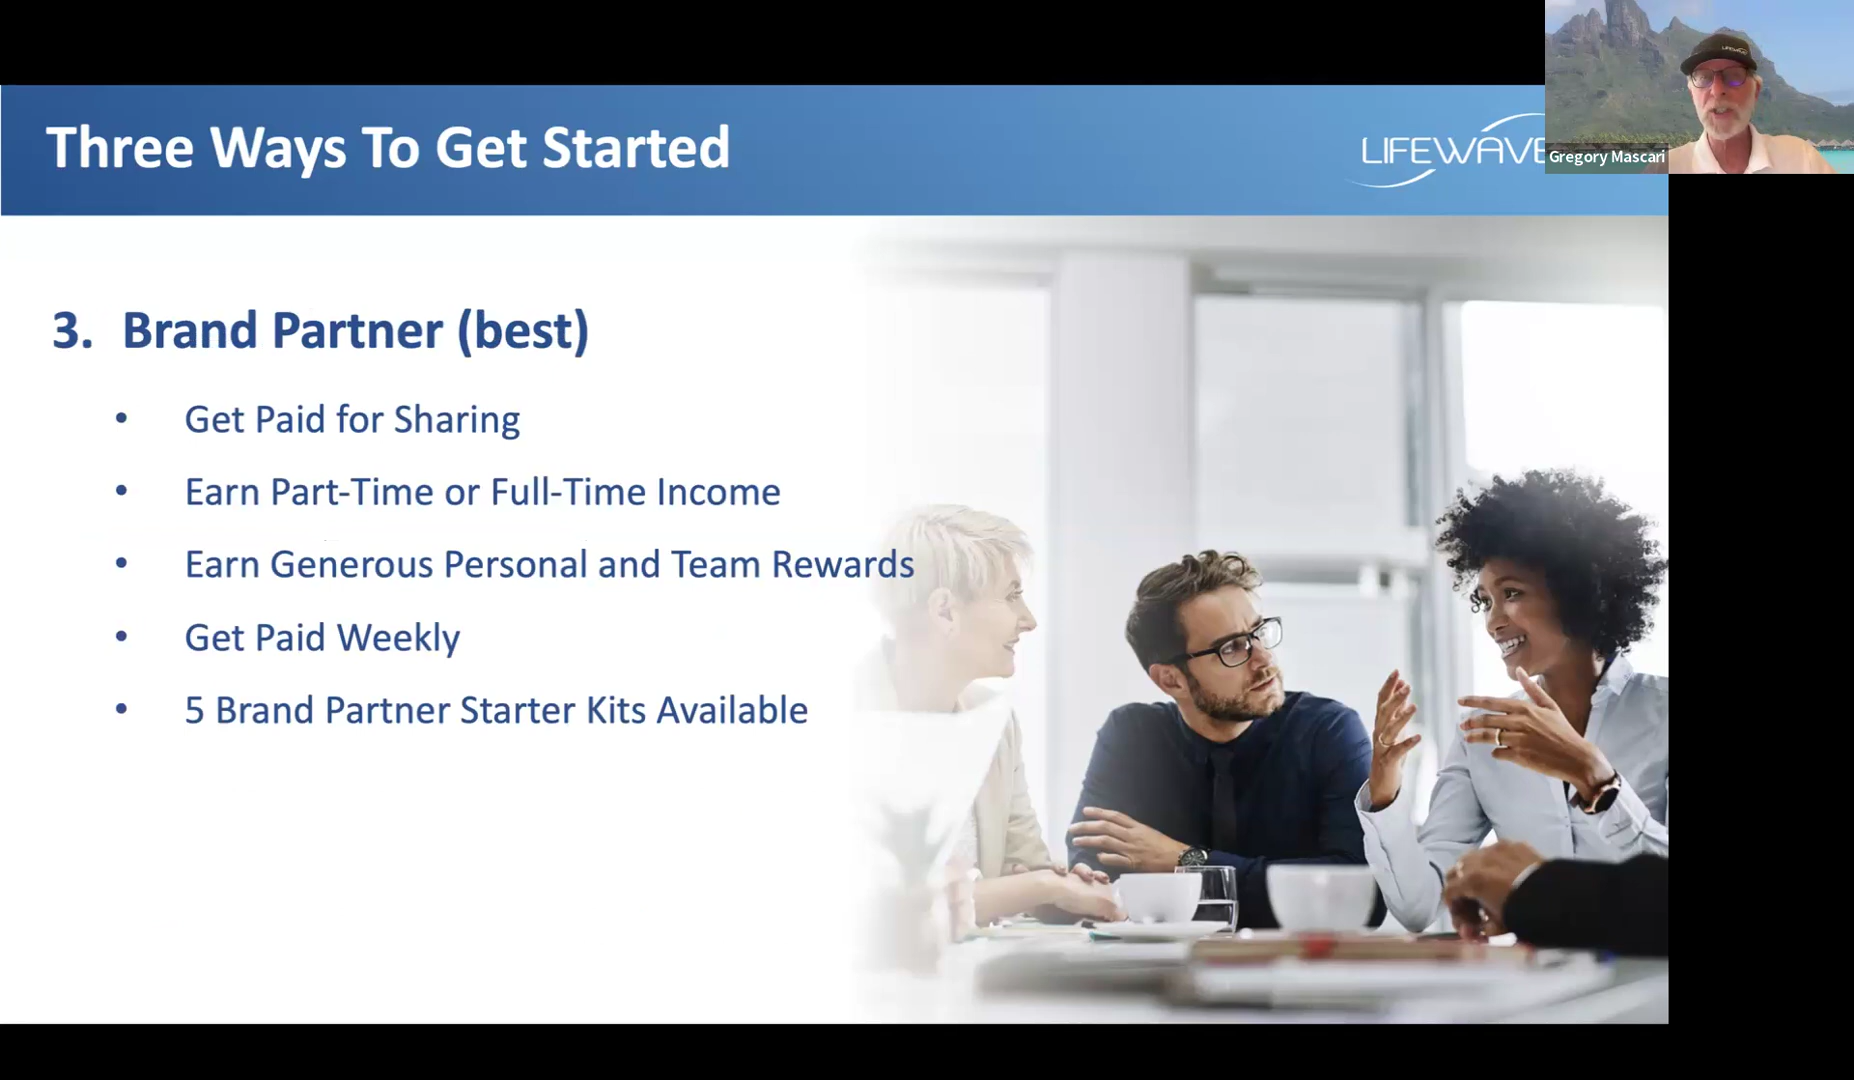 Three Ways To Get Started
LIFEWAVE
LIFEWAVE
Gregory Mascari
3. Brand Partner (best)
• Get Paid for Sharing
• Earn Part-Time or Full-Time Income
• Earn Generous Personal and Team Rewards
• Get Paid Weekly
• 5 Brand Partner Starter Kits Available